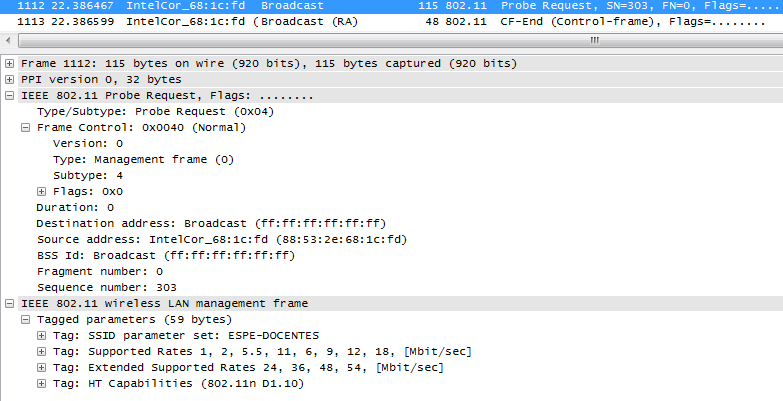 1112 22.386467 IntelCor_68:1c:fd Broadcast 115 802.11 Probe Request, SN=303, FN=0, Flags=.....
1113 22.386599 IntelCor_68:1c:fd (Broadcast (RA) 48 802.11 CF-End (Control-frame), Flags=........
Frame 1112: 115 bytes on wire (920 bits), 115 bytes captured (920 bits)
PPI version 0, 32 bytes
IEEE 802.11 Probe Request, Flags: ........
Type/Subtype: Probe Request (0x04)
Frame Control: 0x0040 (Normal)
Version: 0
Type: Management frame (0)
Subtype: 4
Flags: 0x0
Duration: 0
Destination address: Broadcast (ff:ff:ff:ff:ff:ff)
Source address: IntelCor_68:1c:fd (88:53:2e:68:1c:fd)
BSS Id: Broadcast (ff:ff:ff:ff:ff:ff)
Fragment number: 0
Sequence number: 303
IEEE 802.11 wireless LAN management frame
Tagged parameters (59 bytes)
Tag: SSID parameter set: ESPE-DOCENTES
Tag: Supported Rates 1, 2, 5.5, 11, 6, 9, 12, 18, [Mbit/sec]
Tag: Extended Supported Rates 24, 36, 48, 54, [Mbit/sec]
Tag: HT Capabilities (802.11n D1.10)